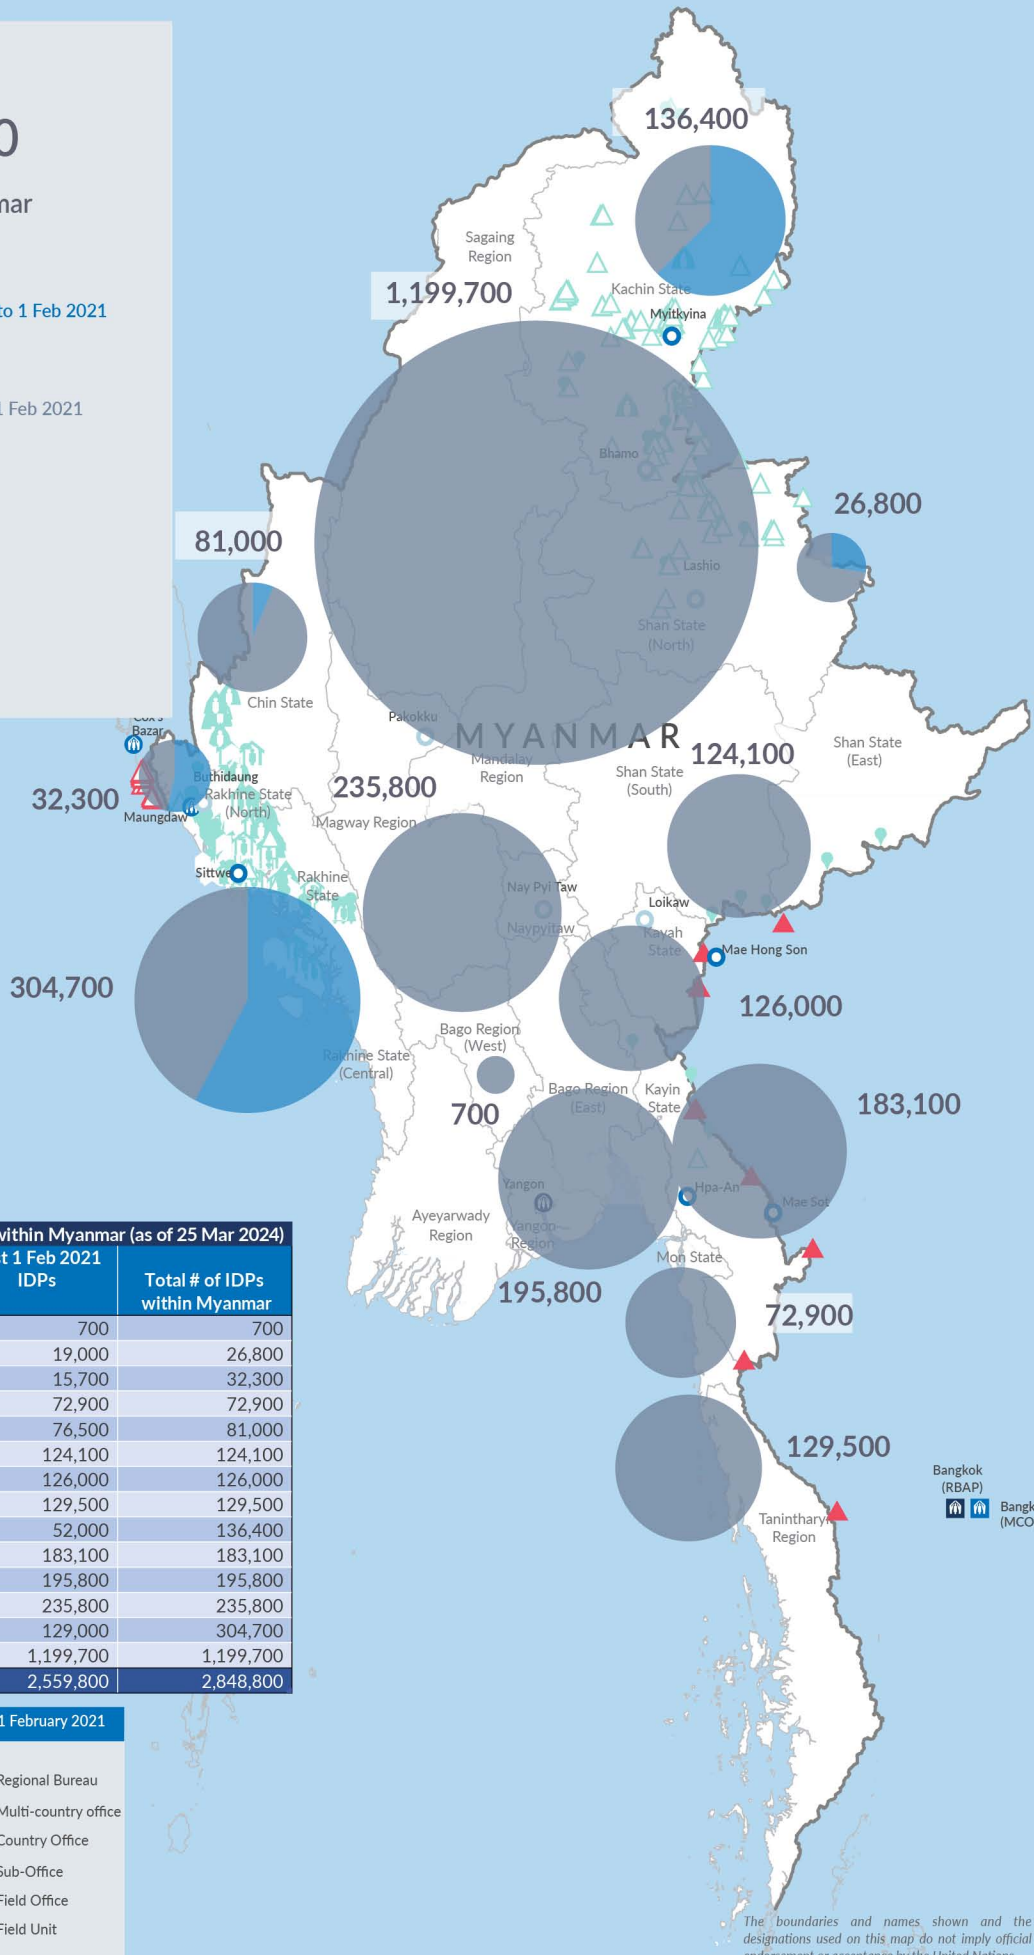 0
mar
to 1 Feb 2021
1 Feb 2021
136,400
Sagaing
Region
1,199,700
Kachin State
Myitkyina
Bhamo
26,800
81,000
Lashio
Shan State
(North)
Chin State
Cox's
Bazar
Pakokku
MYANMAR
Mandalay
Region
124,100
Shan State
(East)
Shan State
(South)
Buthidaung
Rakhine State
(North)
32,300
Maungdaw
235,800
Magway Region
Sittwe
Rakhine
State
Nay Pyi Taw
Naypyitaw
Loikaw
Kayah
State
Mae Hong Son
304,700
126,000
Bago Region
(West)
Rakhine State
(Central)
700
Bago Region
(East)
Kayin
State
183,100
Yangon
Hpa-An
Mae Sot
Ayeyarwady
Region
Yangon
Region
Mon State
195,800
72,900
129,500
Tanintharyi
Region
Bangkok
(RBAP)
Bangk
(MCO
within Myanmar (as of 25 Mar 2024)
st 1 Feb 2021
IDPs
Total # of IDPs
within Myanmar
700 700
19,000 26,800
15,700 32,300
72,900 72,900
76,500 81,000
124,100 124,100
126,000 126,000
129,500 129,500
52,000 136,400
183,100 183,100
195,800 195,800
235,800 235,800
129,000 304,700
1,199,700 1,199,700
2,559,800 2,848,800
1 February 2021
Regional Bureau
Multi-country office
Country Office
Sub-Office
Field Office
Field Unit
The boundaries and names shown and the
designations used on this map do not imply official
endorsement or acceptance by the United Nations